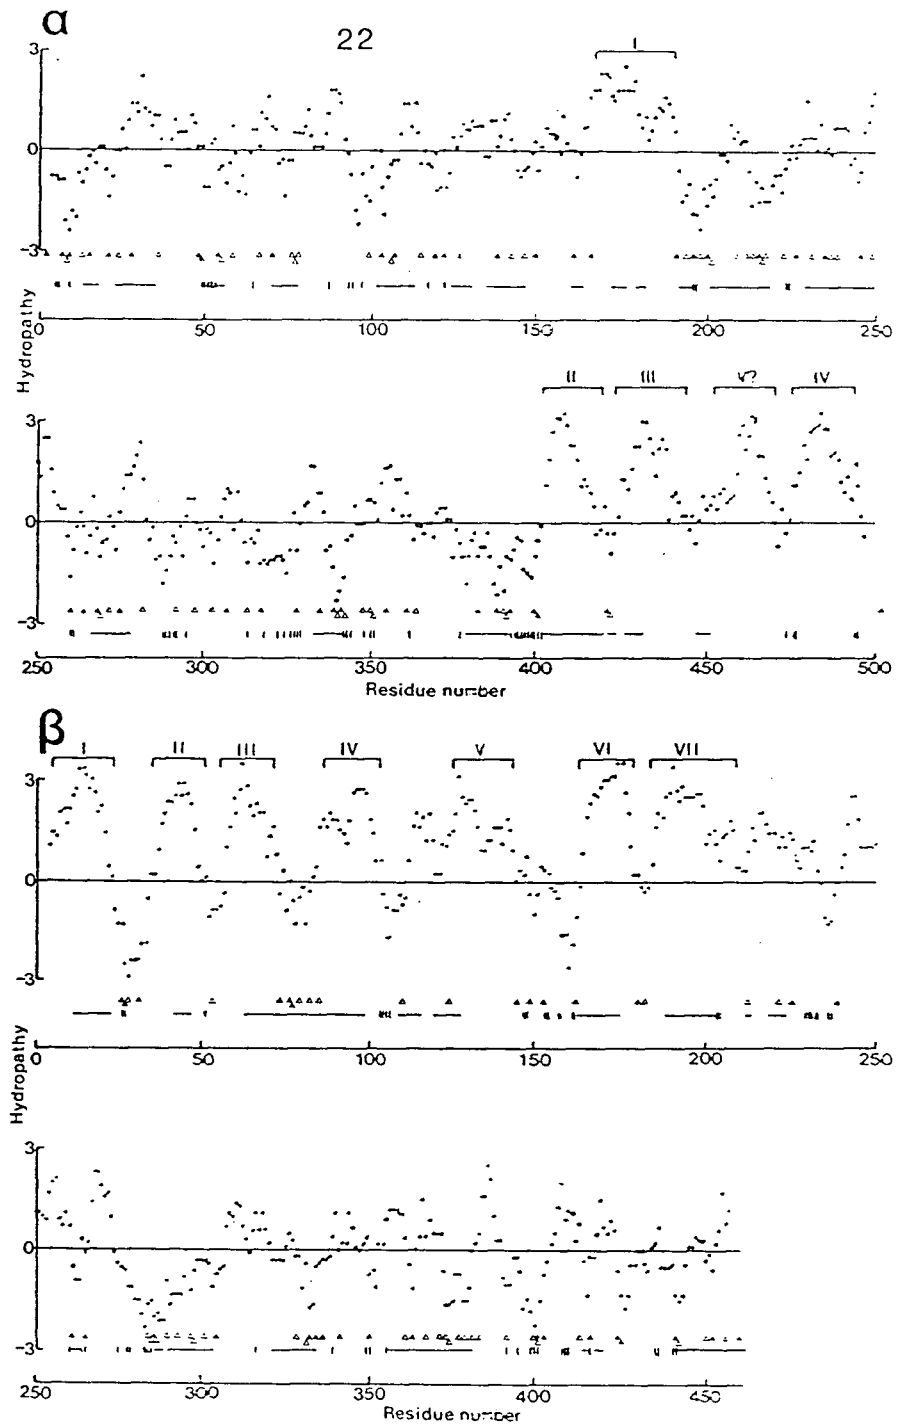 α
22
I
3
0
−3
0 50 100 150 200 250
Hydropathy
II III V? IV
3
0
−3
250 300 350 400 450 500
Residue number
β
I II III IV V VI VII
3
0
−3
0 50 100 150 200 250
Hydropathy
3
0
−3
250 300 350 400 450
Residue number